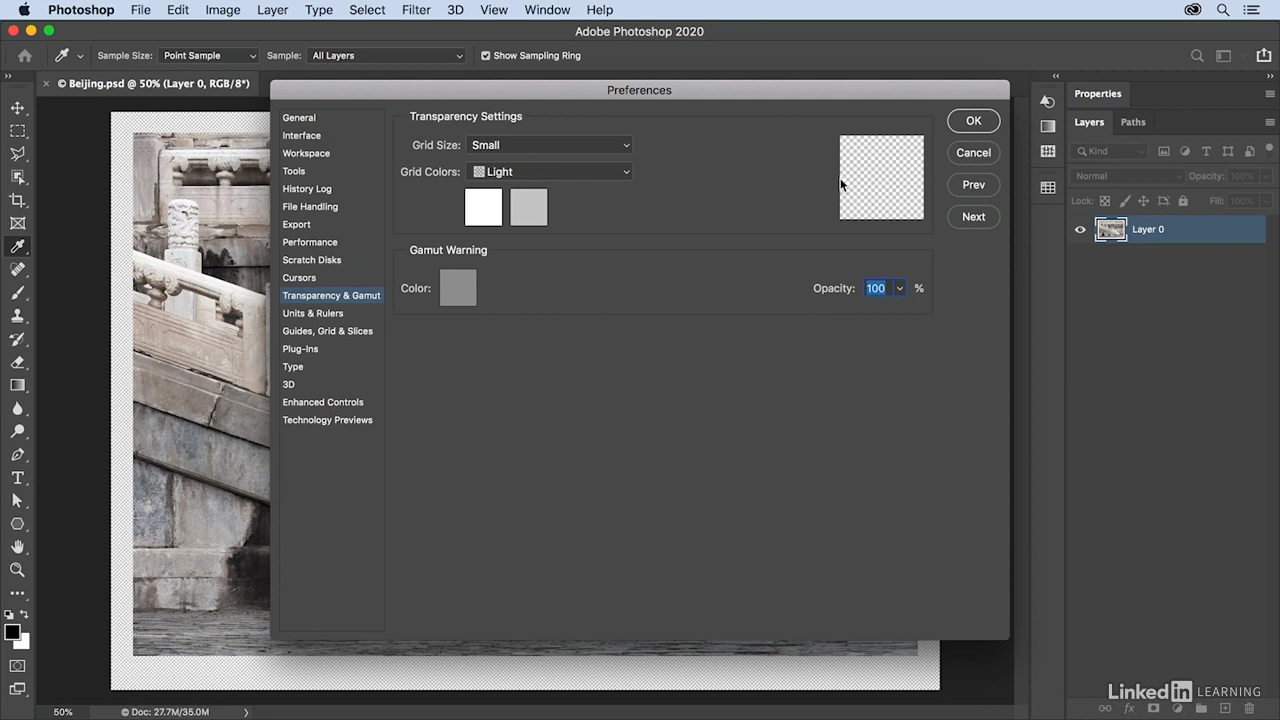 Photoshop File Edit Image Layer Type Select Filter 3D View Window Help
Adobe Photoshop 2020
Sample Size: Point Sample Sample: All Layers Show Sampling Ring
© Beijing.psd @ 50% (Layer 0, RGB/8*)
Preferences
General
Interface
Workspace
Tools
History Log
File Handling
Export
Performance
Scratch Disks
Cursors
Transparency & Gamut
Units & Rulers
Guides, Grid & Slices
Plug-Ins
Type
3D
Enhanced Controls
Technology Previews
Transparency Settings
Grid Size: Small
Grid Colors: Light
Gamut Warning
Color:
Opacity: 100 %
OK
Cancel
Prev
Next
Properties
Layers Paths
Kind
Normal Opacity: 100%
Lock: Fill: 100%
Layer 0
50% © Doc: 27.7M/35.0M
Linked in LEARNING